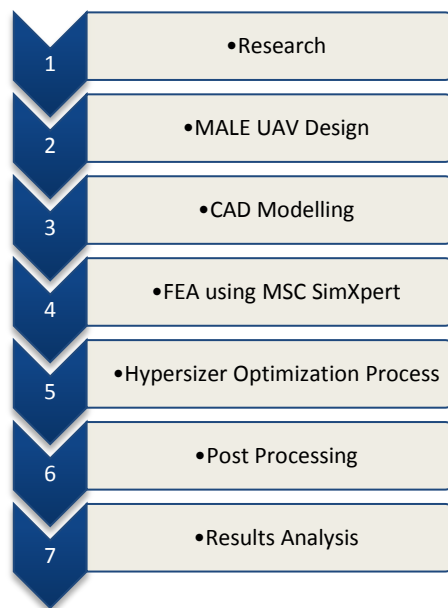 1
•Research
2
•MALE UAV Design
3
•CAD Modelling
4
•FEA using MSC SimXpert
5
•Hypersizer Optimization Process
6
•Post Processing
7
•Results Analysis